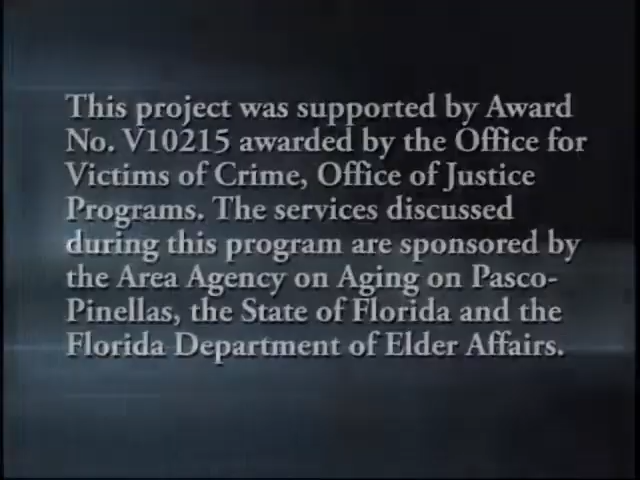 This project was supported by Award
No. V10215 awarded by the Office for
Victims of Crime, Office of Justice
Programs. The services discussed
during this program are sponsored by
the Area Agency on Aging on Pasco-
Pinellas, the State of Florida and the
Florida Department of Elder Affairs.